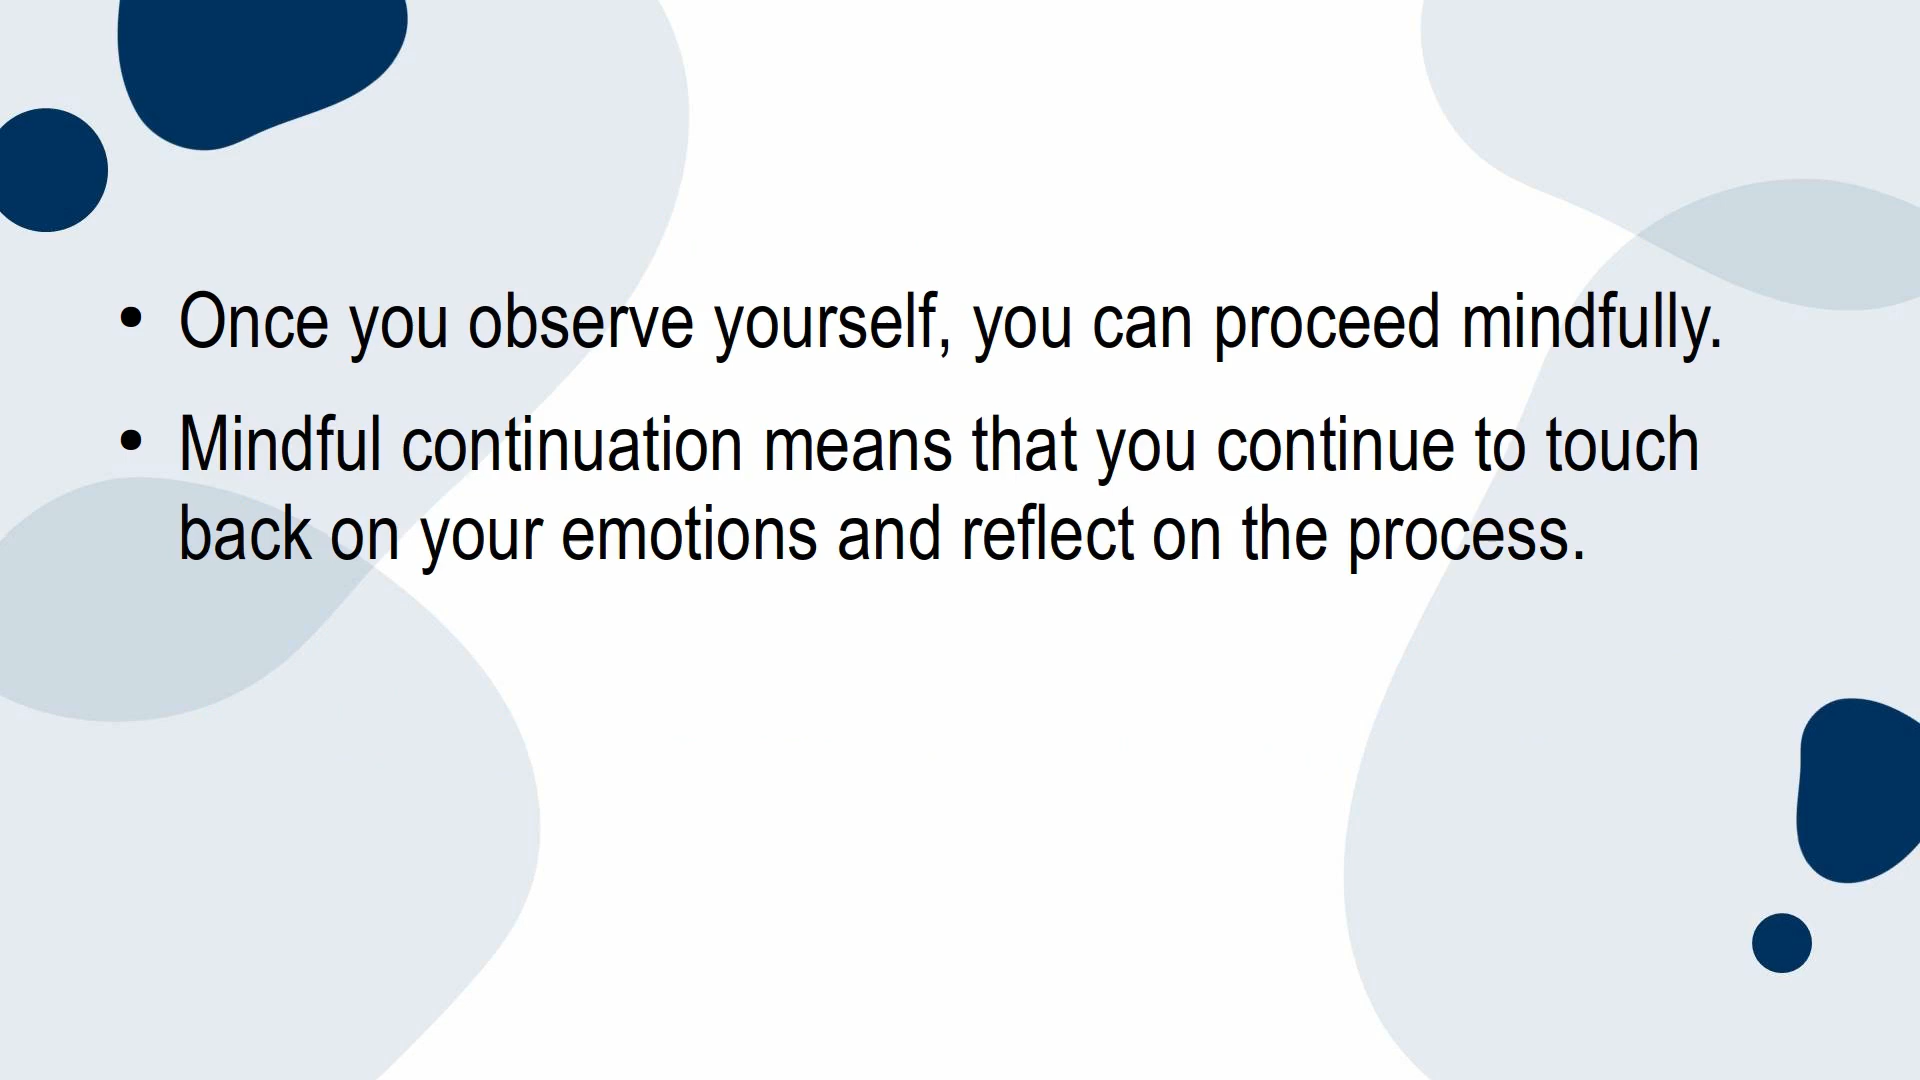 • Once you observe yourself, you can proceed mindfully.
• Mindful continuation means that you continue to touch
back on your emotions and reflect on the process.